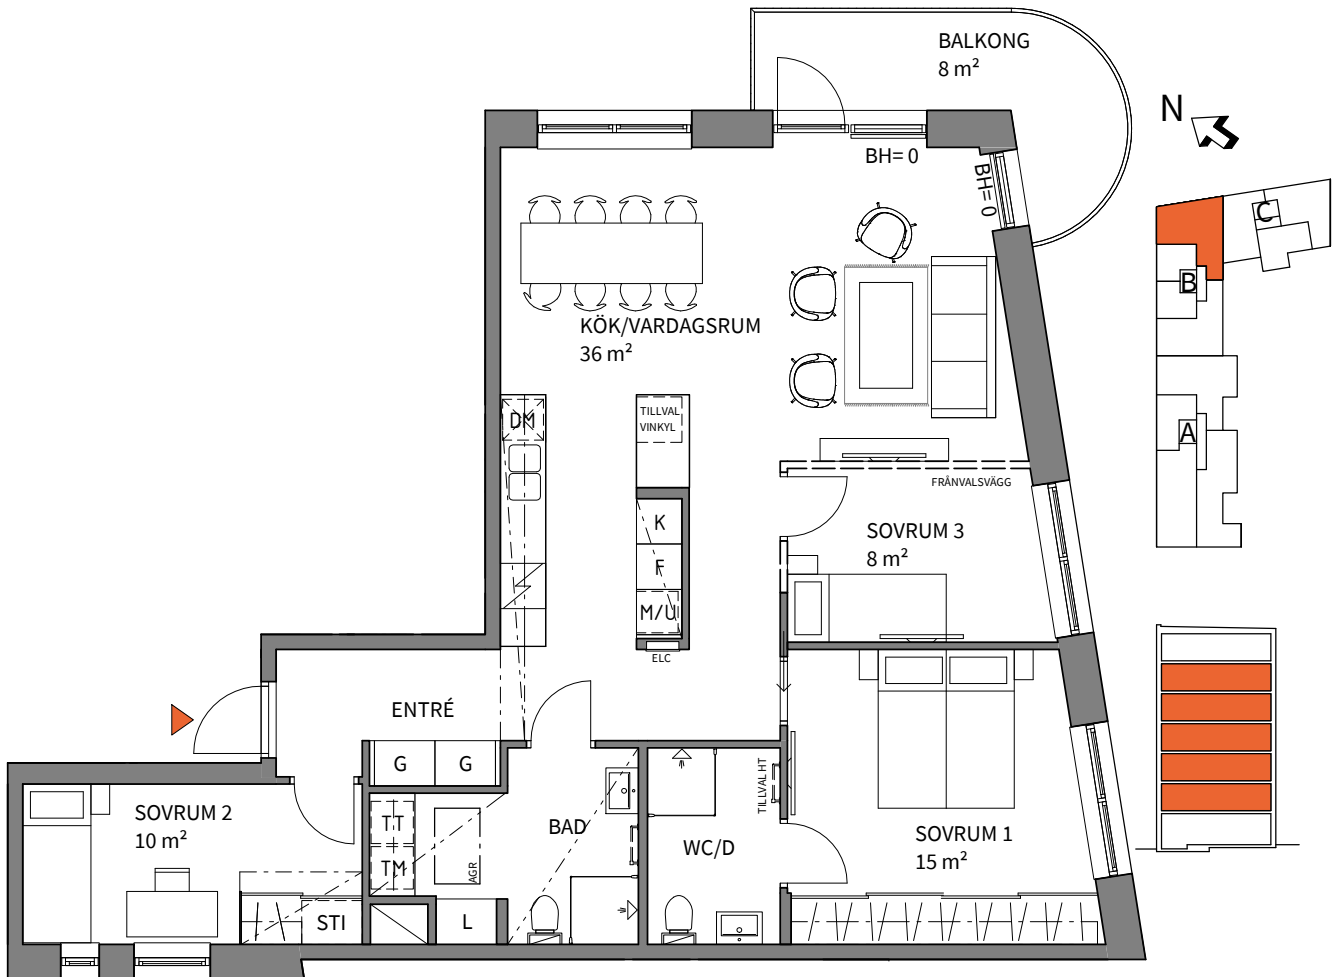 BALKONG
8 m²
N
BH= 0
BH= 0
C
B
A
KÖK/VARDAGSRUM
36 m²
DM
TILLVAL
VINKYL
FRÅNVALSVÄGG
K
F
M/U
ELC
SOVRUM 3
8 m²
ENTRÉ
G
G
TILLVAL HT
SOVRUM 2
10 m²
TT
TM
AGR
BAD
WC/D
SOVRUM 1
15 m²
STI
L